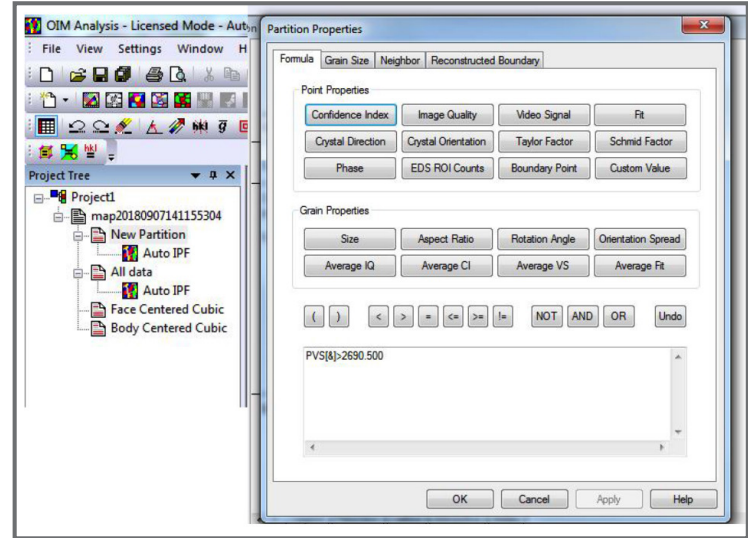 OIM Analysis - Licensed Mode - Aut
File View Settings Window H
hkl g
hkl
Project Tree
Project1
map20180907141155304
New Partition
Auto IPF
All data
Auto IPF
Face Centered Cubic
Body Centered Cubic
Partition Properties
Formula Grain Size Neighbor Reconstructed Boundary
Point Properties
Confidence Index Image Quality Video Signal Fit
Crystal Direction Crystal Orientation Taylor Factor Schmid Factor
Phase EDS ROI Counts Boundary Point Custom Value
Grain Properties
Size Aspect Ratio Rotation Angle Orientation Spread
Average IQ Average CI Average VS Average Fit
( ) < > = <= >= != NOT AND OR Undo
PVS[&]>2690.500
OK Cancel Apply Help